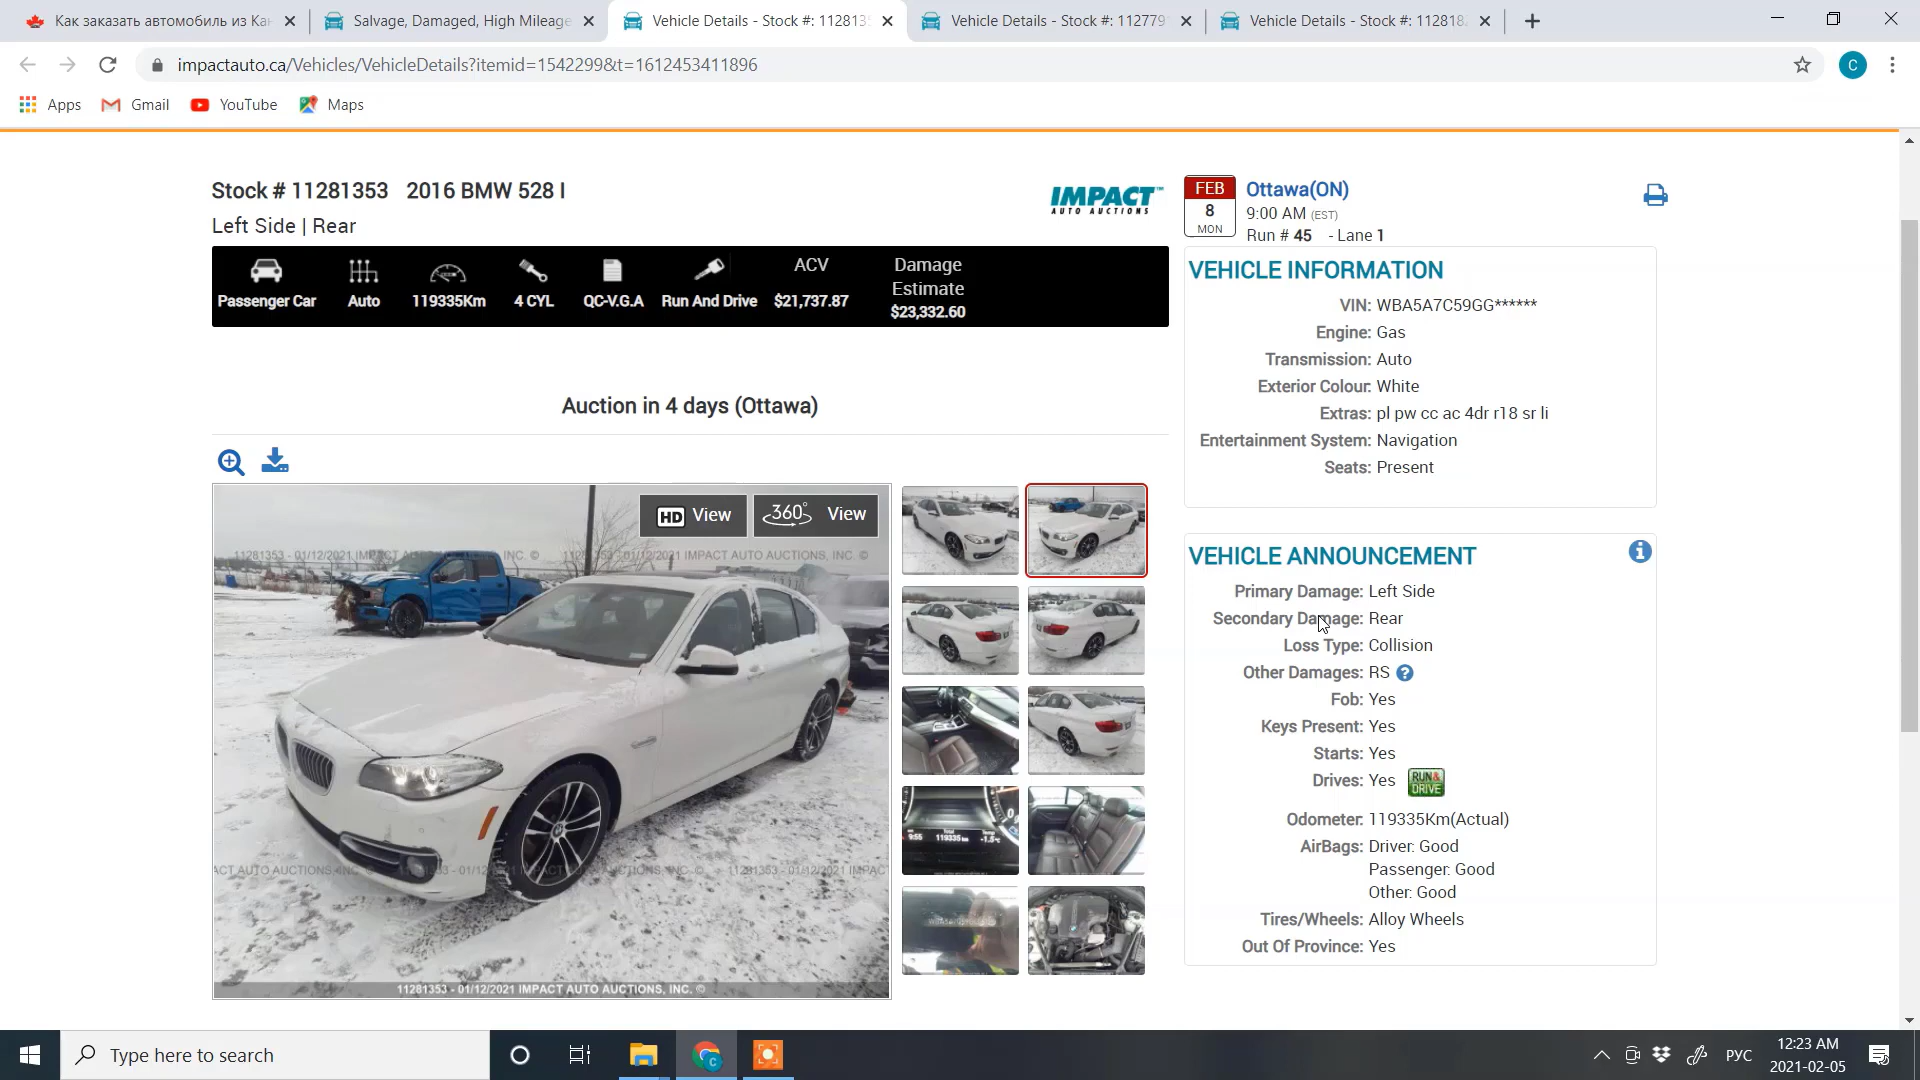 Как заказать автомобиль из Ка
Salvage, Damaged, High Mileage
Vehicle Details - Stock #: 112813
Vehicle Details - Stock #: 112779
Vehicle Details - Stock #: 112818
impactauto.ca/Vehicles/VehicleDetails?itemid=1542299&t=1612453411896
C
Apps
Gmail
YouTube
Maps
Stock # 11281353 2016 BMW 528 I
Left Side | Rear
IMPACT™
AUTO AUCTIONS
FEB
8
MON
Ottawa(ON)
9:00 AM (EST)
Run # 45 - Lane 1
Passenger Car
Auto
119335Km
4 CYL
QC-V.G.A
Run And Drive
ACV
$21,737.87
Damage
Estimate
$23,332.60
Auction in 4 days (Ottawa)
HD View
360° View
11281353 - 01/12/2021 IMPACT AUTO AUCTIONS, INC. ©
VEHICLE INFORMATION
VIN: WBA5A7C59GG******
Engine: Gas
Transmission: Auto
Exterior Colour: White
Extras: pl pw cc ac 4dr r18 sr li
Entertainment System: Navigation
Seats: Present
VEHICLE ANNOUNCEMENT
Primary Damage: Left Side
Secondary Damage: Rear
Loss Type: Collision
Other Damages: RS ?
Fob: Yes
Keys Present: Yes
Starts: Yes
Drives: Yes RUN& DRIVE
Odometer: 119335Km(Actual)
AirBags: Driver: Good
Passenger: Good
Other: Good
Tires/Wheels: Alloy Wheels
Out Of Province: Yes
Type here to search
РУС
12:23 AM
2021-02-05